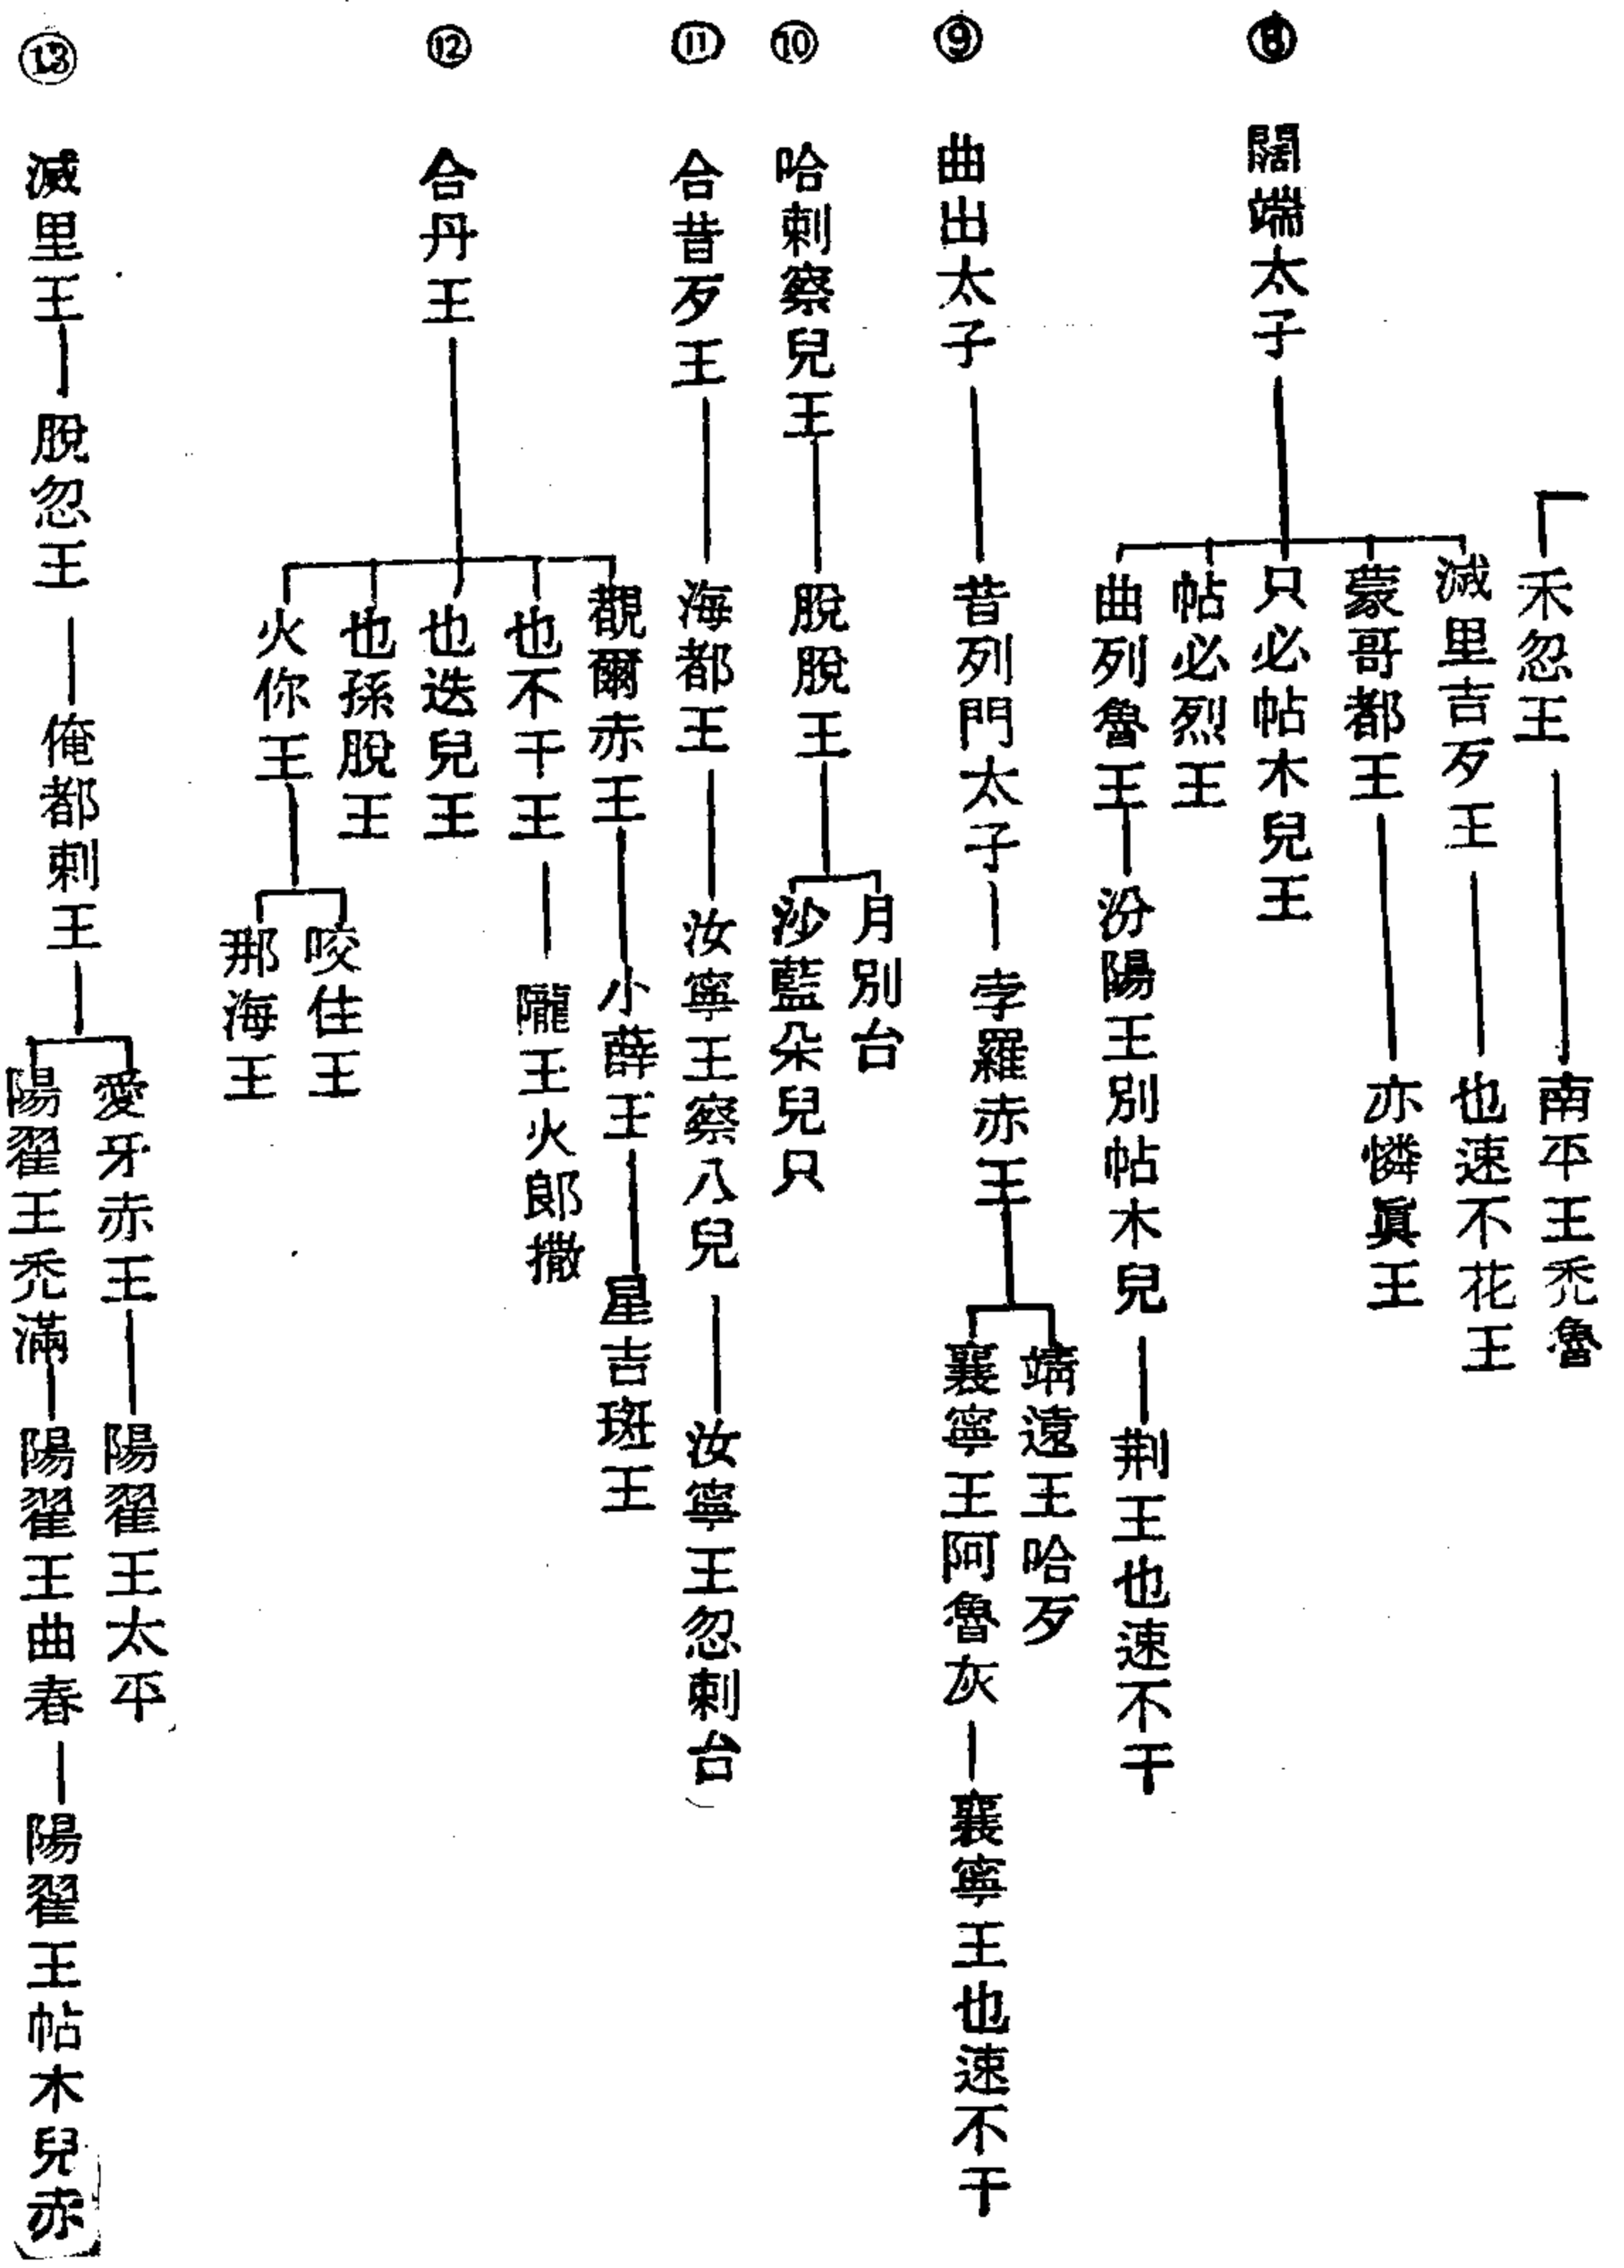 禾忽王
南平王禿魯
⑧
闊端太子
滅里吉歹王
也速不花王
蒙哥都王
亦憐眞王
只必帖木兒王
帖必烈王
曲列魯王
汾陽王別帖木兒
荆王也速不干
⑨
曲出太子
昔列門太子
孛羅赤王
靖遠王哈歹
襄寧王阿魯灰
襄寧王也速不干
⑩
哈剌察兒王
脫脫王
月別台
沙藍朵兒只
⑪
合昔歹王
海都王
汝寧王察八兒
汝寧王忽剌台
⑫
合丹王
覩爾赤王
小薛王
星吉斑王
也不干王
隴王火郎撒
也迭兒王
也孫脫王
火你王
咬住王
那海王
⑬
滅里王
脫忽王
俺都剌王
愛牙赤王
陽翟王太平
陽翟王禿滿
陽翟王曲春
陽翟王帖木兒赤